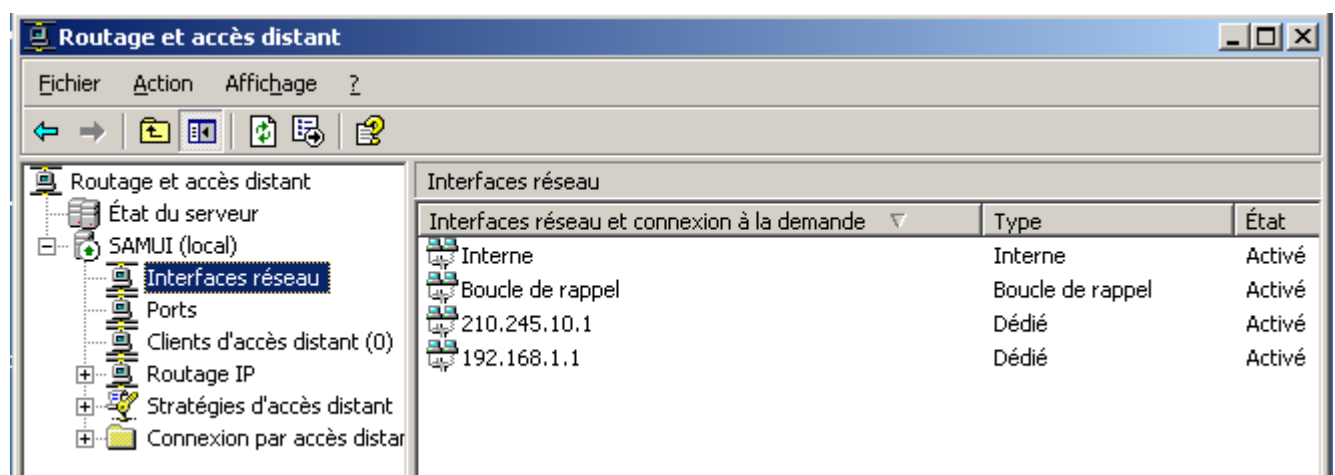 Routage et accès distant
Fichier Action Affichage ?
Routage et accès distant
État du serveur
SAMUI (local)
Interfaces réseau
Ports
Clients d'accès distant (0)
Routage IP
Stratégies d'accès distant
Connexion par accès distar
Interfaces réseau
Interfaces réseau et connexion à la demande Type État
Interne Interne Activé
Boucle de rappel Boucle de rappel Activé
210.245.10.1 Dédié Activé
192.168.1.1 Dédié Activé